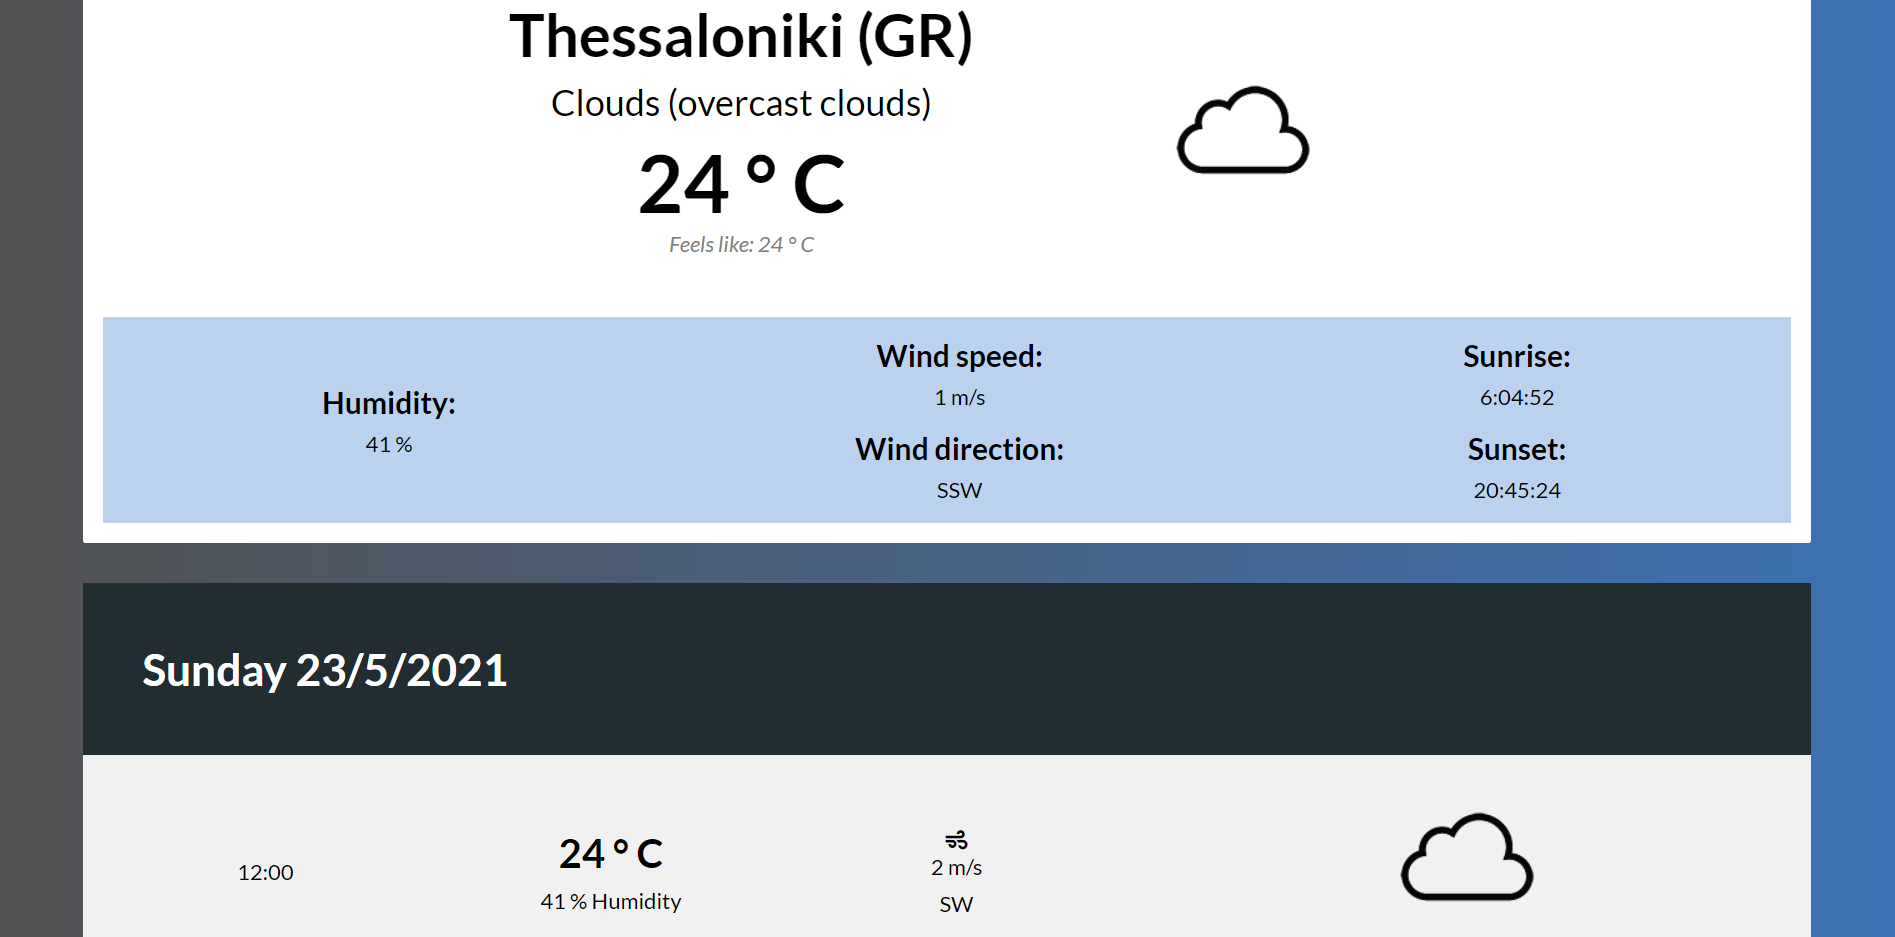 Thessaloniki (GR)
Clouds (overcast clouds)
24 ° C
Feels like: 24 ° C
Humidity:
41 %
Wind speed:
1 m/s
Wind direction:
SSW
Sunrise:
6:04:52
Sunset:
20:45:24
Sunday 23/5/2021
12:00
24 ° C
41 % Humidity
2 m/s
SW